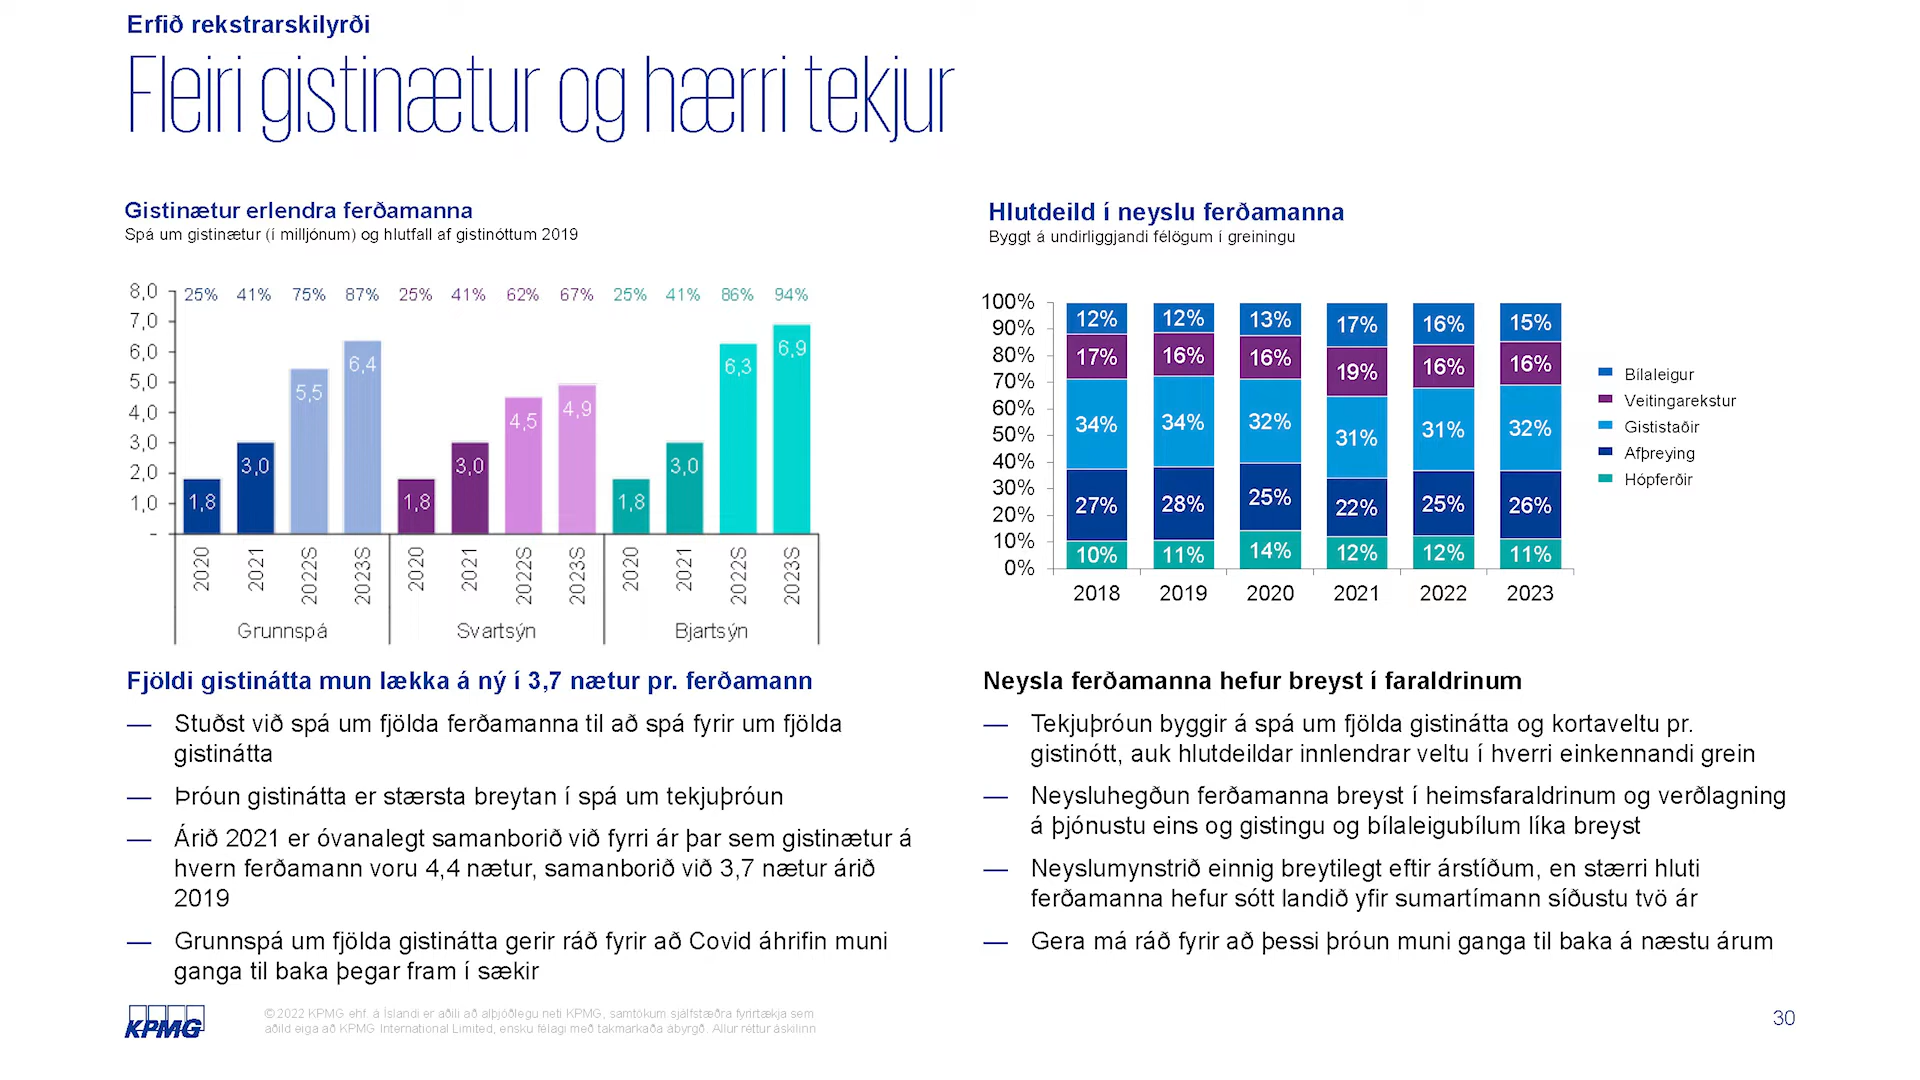 Erfið rekstrarskilyrði
Fleiri gistinætur og hærri tekjur
Gistinætur erlendra ferðamanna
Spá um gistinætur (í milljónum) og hlutfall af gistinóttum 2019
8,0
7,0
6,0
5,0
4,0
3,0
2,0
1,0
-
25% 41% 75% 87% 25% 41% 62% 67% 25% 41% 86% 94%
1,8 3,0 5,5 6,4 1,8 3,0 4,5 4,9 1,8 3,0 6,3 6,9
2020 2021 2022S 2023S 2020 2021 2022S 2023S 2020 2021 2022S 2023S
Grunnspá Svartsýn Bjartsýn
Fjöldi gistinátta mun lækka á ný í 3,7 nætur pr. ferðamann
— Stuðst við spá um fjölda ferðamanna til að spá fyrir um fjölda
gistinátta
— Þróun gistinátta er stærsta breytan í spá um tekjuþróun
— Árið 2021 er óvanalegt samanborið við fyrri ár þar sem gistinætur á
hvern ferðamann voru 4,4 nætur, samanborið við 3,7 nætur árið
2019
— Grunnspá um fjölda gistinátta gerir ráð fyrir að Covid áhrifin muni
ganga til baka þegar fram í sækir
Hlutdeild í neyslu ferðamanna
Byggt á undirliggjandi félögum í greiningu
100%
90%
80%
70%
60%
50%
40%
30%
20%
10%
0%
12% 12% 13% 17% 16% 15%
17% 16% 16% 19% 16% 16%
34% 34% 32% 31% 31% 32%
27% 28% 25% 22% 25% 26%
10% 11% 14% 12% 12% 11%
2018 2019 2020 2021 2022 2023
Bílaleigur
Veitingarekstur
Gististaðir
Afþreying
Hópferðir
Neysla ferðamanna hefur breyst í faraldrinum
— Tekjuþróun byggir á spá um fjölda gistinátta og kortaveltu pr.
gistinótt, auk hlutdeildar innlendrar veltu í hverri einkennandi grein
— Neysluhegðun ferðamanna breyst í heimsfaraldrinum og verðlagning
á þjónustu eins og gistingu og bílaleigubílum líka breyst
— Neyslumynstrið einnig breytilegt eftir árstíðum, en stærri hluti
ferðamanna hefur sótt landið yfir sumartímann síðustu tvö ár
— Gera má ráð fyrir að þessi þróun muni ganga til baka á næstu árum
KPMG
© 2022 KPMG ehf. á Íslandi er aðili að alþjóðlegu neti KPMG, samtökum sjálfstæðra fyrirtækja sem
aðild eiga að KPMG International Limited, ensku félagi með takmarkaða ábyrgð. Allur réttur áskilinn
30